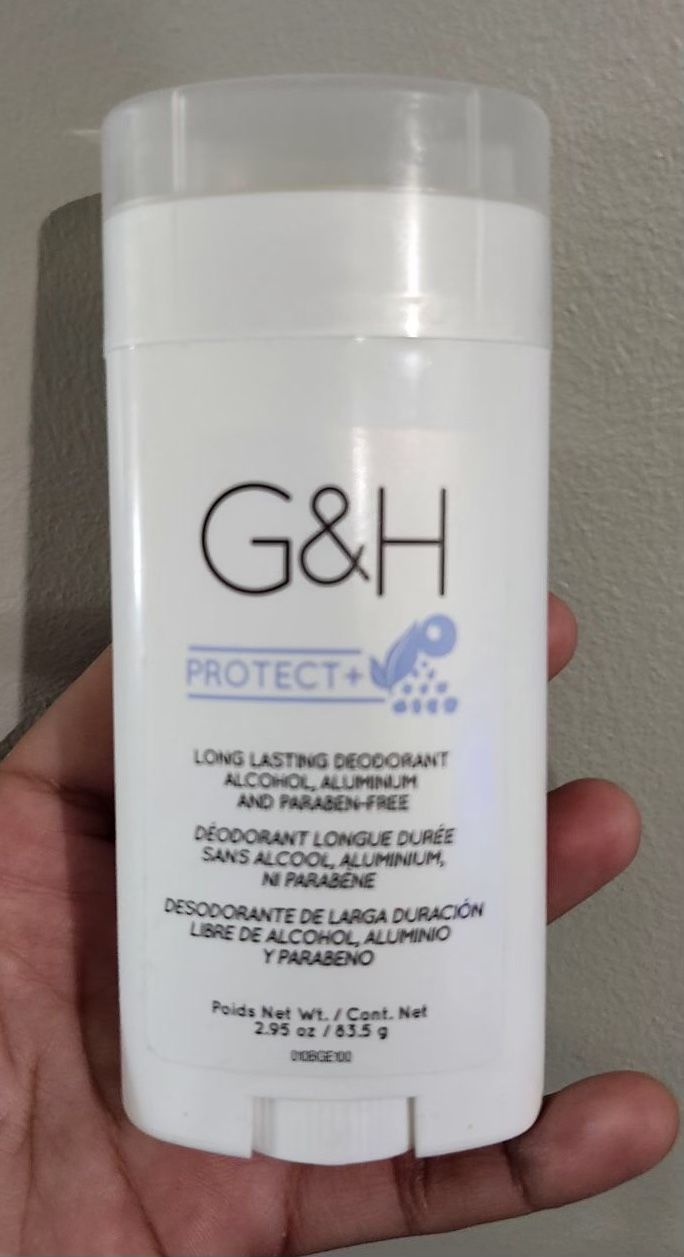 G&H
PROTECT+
LONG LASTING DEODORANT
ALCOHOL, ALUMINUM
AND PARABEN-FREE
DÉODORANT LONGUE DURÉE
SANS ALCOOL, ALUMINIUM,
NI PARABÈNE
DESODORANTE DE LARGA DURACIÓN
LIBRE DE ALCOHOL, ALUMINIO
Y PARABENO
Poids Net Wt. / Cont. Net
2.95 oz / 83.5 g